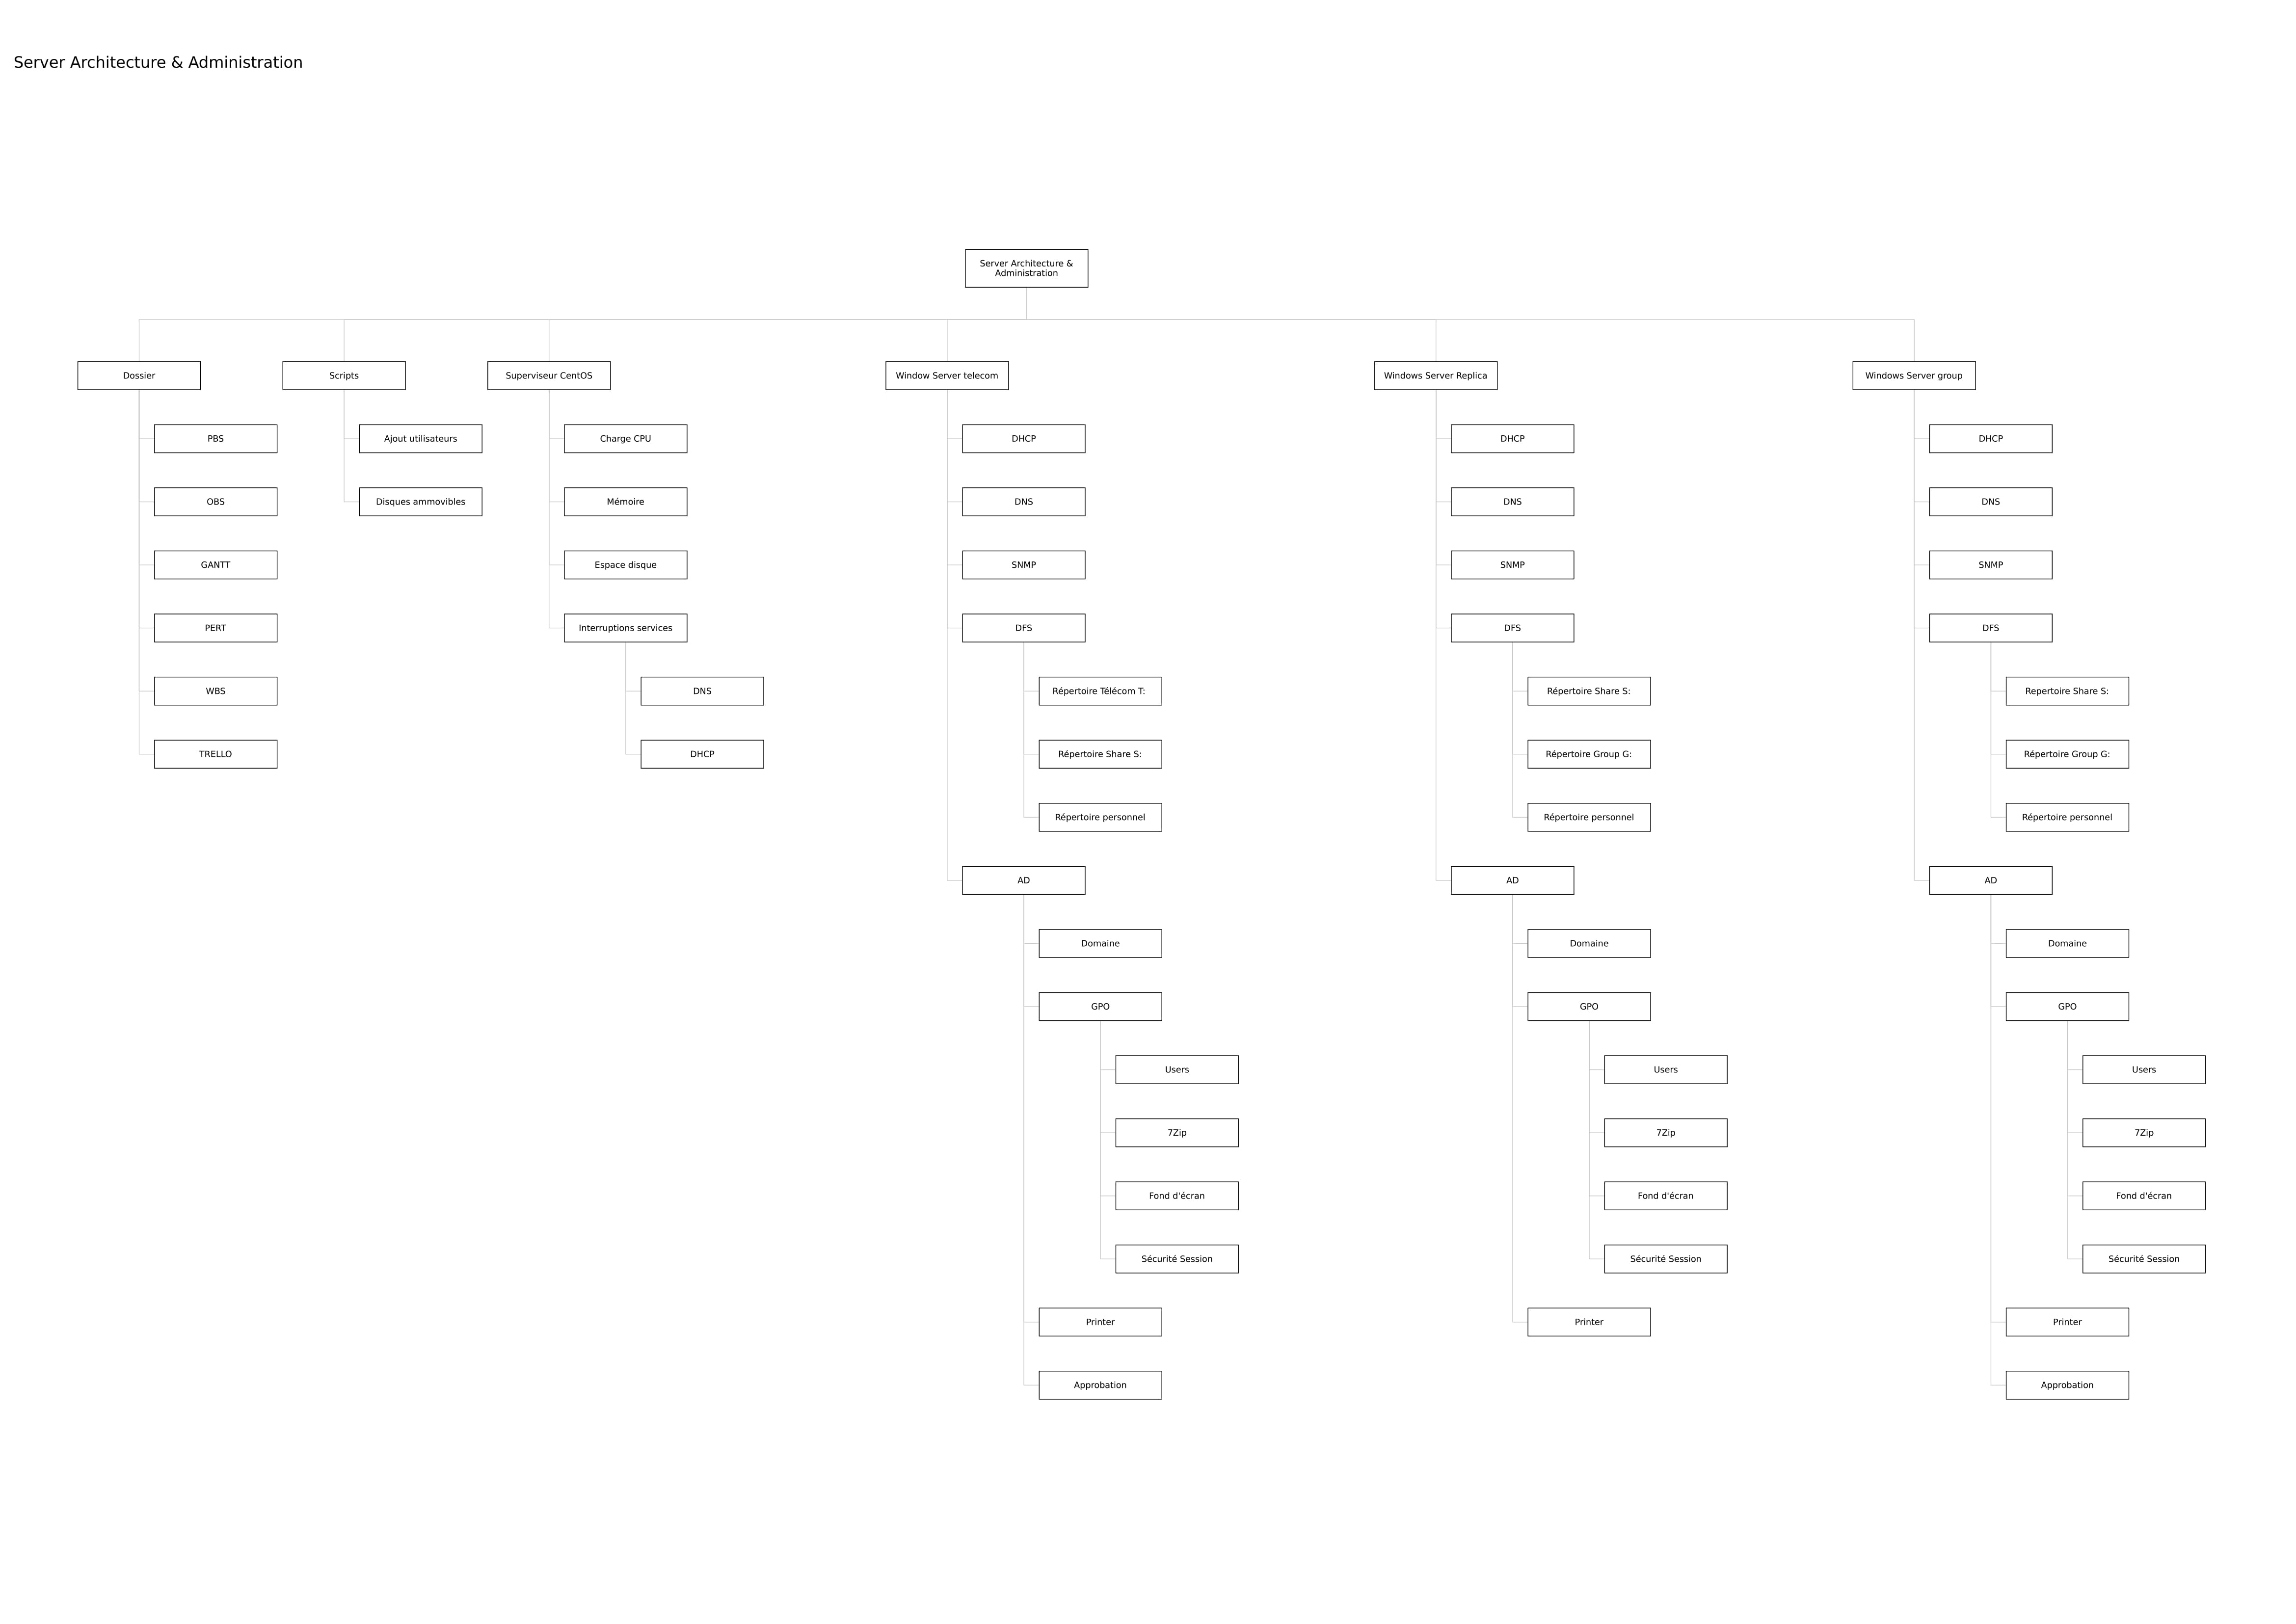 Server Architecture & Administration
Server Architecture &
Administration
Dossier
PBS
OBS
GANTT
PERT
WBS
TRELLO
Scripts
Ajout utilisateurs
Disques ammovibles
Superviseur CentOS
Charge CPU
Mémoire
Espace disque
Interruptions services
DNS
DHCP
Window Server telecom
DHCP
DNS
SNMP
DFS
Répertoire Télécom T:
Répertoire Share S:
Répertoire personnel
AD
Domaine
GPO
Users
7Zip
Fond d'écran
Sécurité Session
Printer
Approbation
Windows Server Replica
DHCP
DNS
SNMP
DFS
Répertoire Share S:
Répertoire Group G:
Répertoire personnel
AD
Domaine
GPO
Users
7Zip
Fond d'écran
Sécurité Session
Printer
Windows Server group
DHCP
DNS
SNMP
DFS
Repertoire Share S:
Répertoire Group G:
Répertoire personnel
AD
Domaine
GPO
Users
7Zip
Fond d'écran
Sécurité Session
Printer
Approbation